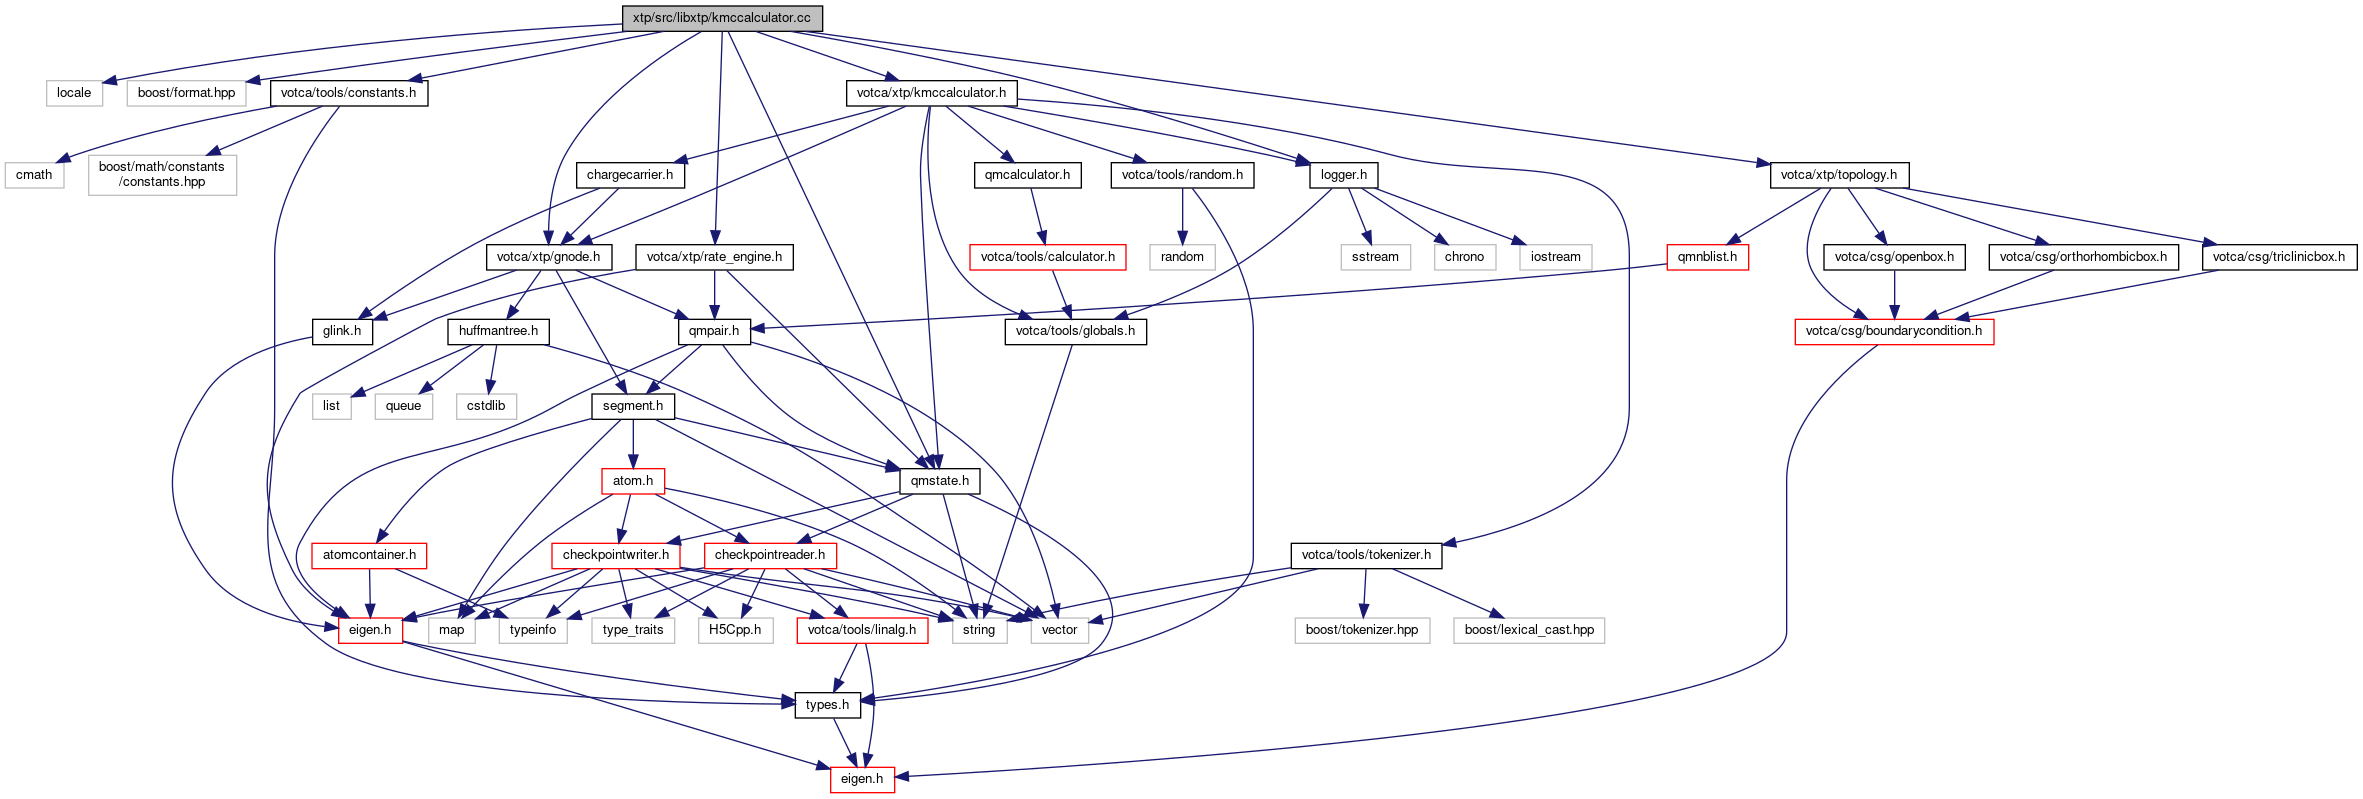 xtp/src/libxtp/kmccalculator.cc
locale
boost/format.hpp
votca/tools/constants.h
votca/xtp/kmccalculator.h
cmath
boost/math/constants
/constants.hpp
chargecarrier.h
qmcalculator.h
votca/tools/random.h
logger.h
votca/xtp/topology.h
votca/xtp/gnode.h
votca/xtp/rate_engine.h
votca/tools/calculator.h
random
sstream
chrono
iostream
qmnblist.h
votca/csg/openbox.h
votca/csg/orthorhombicbox.h
votca/csg/triclinicbox.h
glink.h
huffmantree.h
qmpair.h
votca/tools/globals.h
votca/csg/boundarycondition.h
list
queue
cstdlib
segment.h
atom.h
qmstate.h
atomcontainer.h
checkpointwriter.h
checkpointreader.h
votca/tools/tokenizer.h
eigen.h
map
typeinfo
type_traits
H5Cpp.h
votca/tools/linalg.h
string
vector
boost/tokenizer.hpp
boost/lexical_cast.hpp
types.h
eigen.h